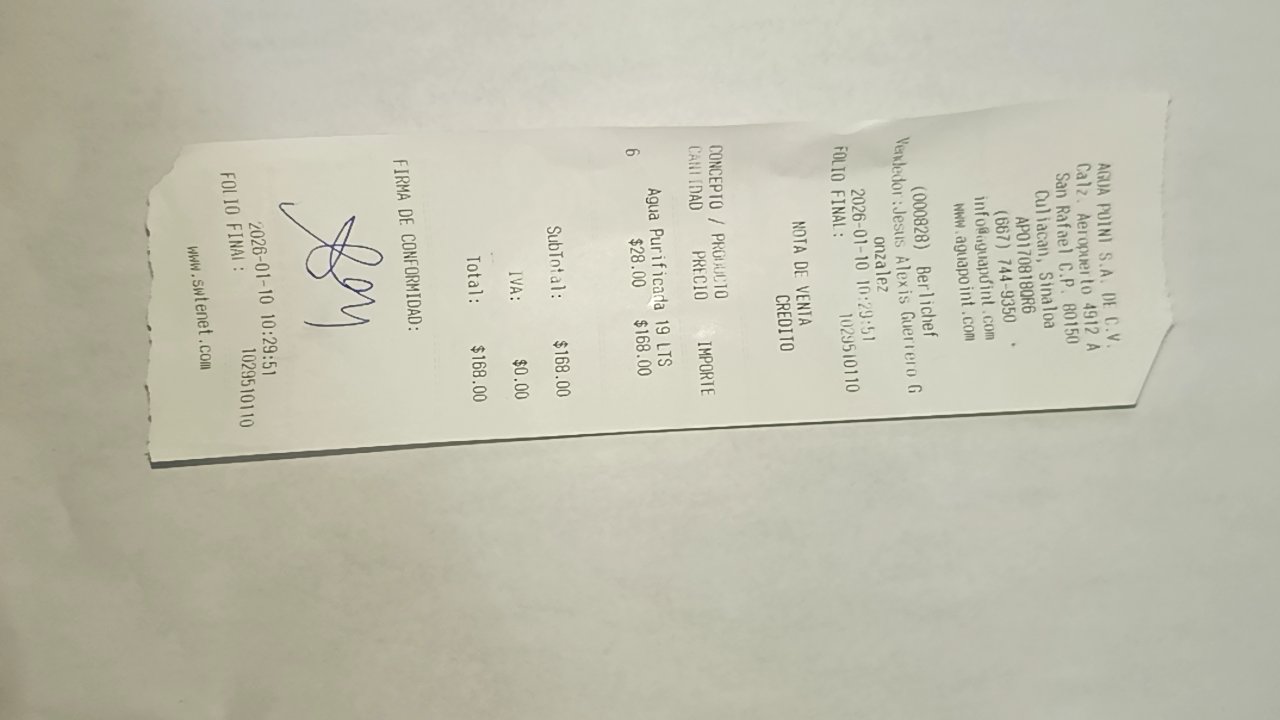 AGUA POINT S.A. DE C.V.
Calz. Aeropuerto 4912 A
San Rafael C.P. 80150
Culiacan, Sinaloa
APO170818QR6
(667) 744-9350
info@aguapoint.com
www.aguapoint.com
(000828) Berlichef
Vendedor:Jesus Alexis Guerrero G
onzalez
2026-01-10 10:29:51
FOLIO FINAL: 1029510110
NOTA DE VENTA
CREDITO
CONCEPTO / PRODUCTO
CANTIDAD PRECIO IMPORTE
Agua Purificada 19 LTS
6 $28.00 $168.00
SubTotal: $168.00
IVA: $0.00
Total: $168.00
FIRMA DE CONFORMIDAD:
2026-01-10 10:29:51
FOLIO FINAL: 1029510110
www.swtenet.com